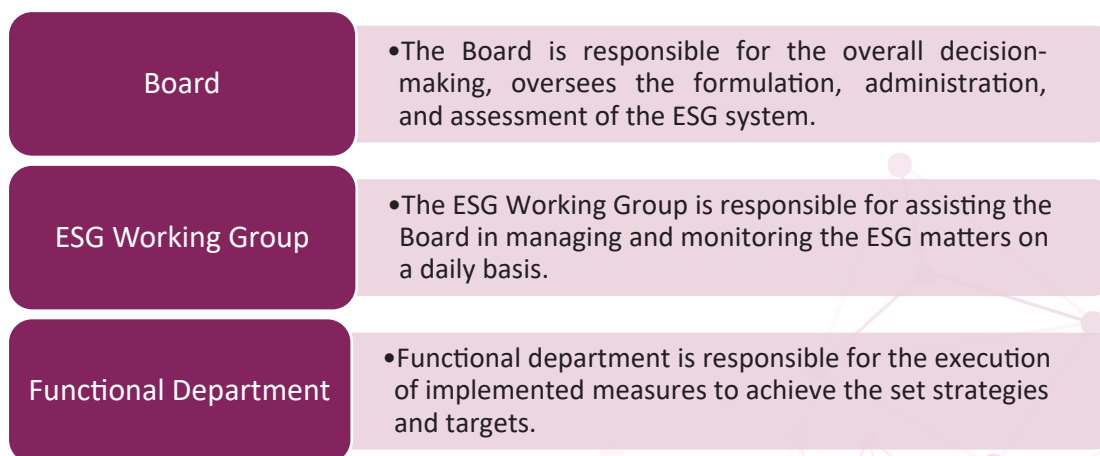 Board
•The Board is responsible for the overall decision-
making, oversees the formulation, administration,
and assessment of the ESG system.
ESG Working Group
•The ESG Working Group is responsible for assisting the
Board in managing and monitoring the ESG matters on
a daily basis.
Functional Department
•Functional department is responsible for the execution
of implemented measures to achieve the set strategies
and targets.